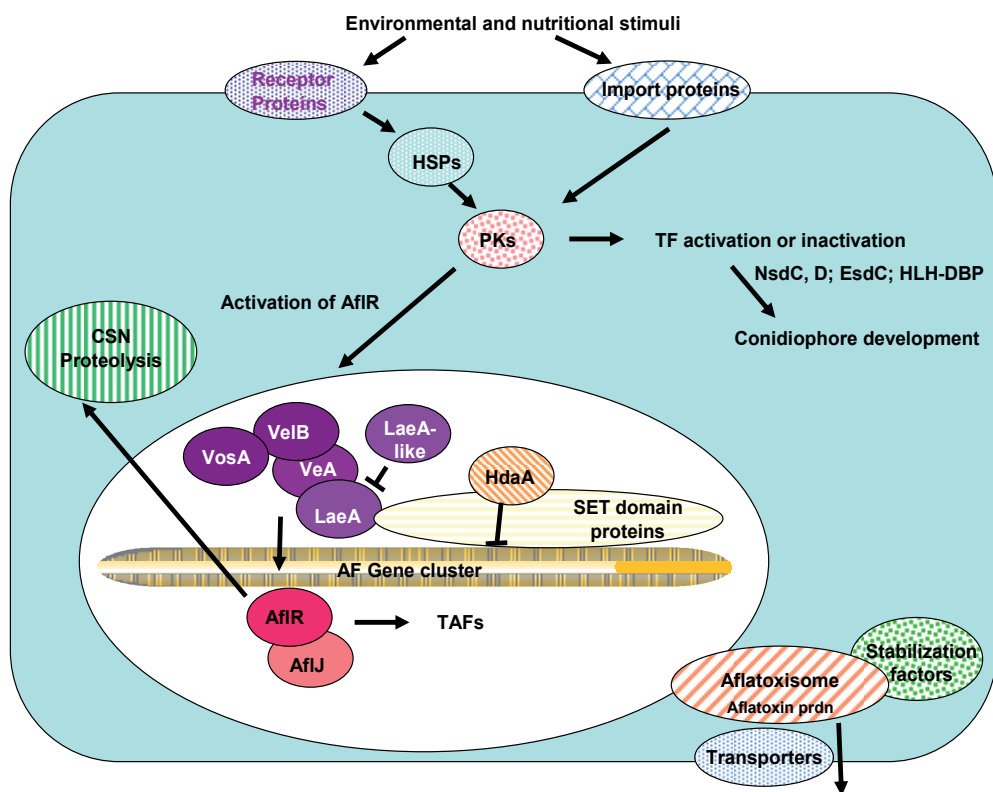 Environmental and nutritional stimuli
Receptor
Proteins
Import proteins
HSPs
PKs
TF activation or inactivation
NsdC, D; EsdC; HLH-DBP
Activation of AflR
Conidiophore development
CSN
Proteolysis
VelB
LaeA-
like
VosA
VeA
HdaA
LaeA
SET domain
proteins
AF Gene cluster
AflR
TAFs
AflJ
Stabilization
factors
Aflatoxisome
Aflatoxin prdn
Transporters